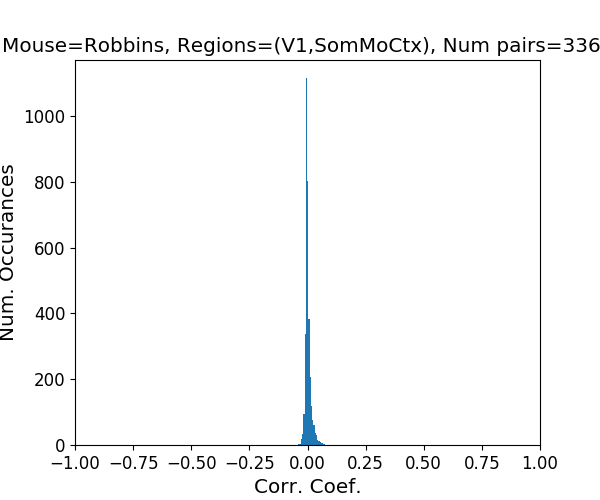 Mouse=Robbins, Regions=(V1,SomMoCtx), Num pairs=336
Num. Occurances
1000
800
600
400
200
0
−1.00 −0.75 −0.50 −0.25 0.00 0.25 0.50 0.75 1.00
Corr. Coef.